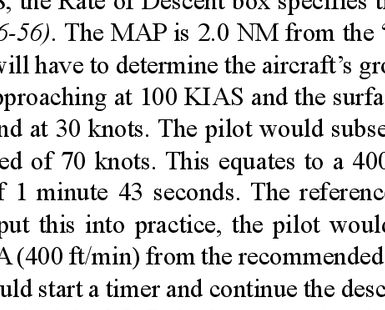 , the Rate of Descent box specifies t
6-56). The MAP is 2.0 NM from the
will have to determine the aircraft's gro
pproaching at 100 KIAS and the surfa
nd at 30 knots. The pilot would subse
ed of 70 knots. This equates to a 400
f 1 minute 43 seconds. The reference
put this into practice, the pilot would
A (400 ft/min) from the recommended
uld start a timer and continue the desc